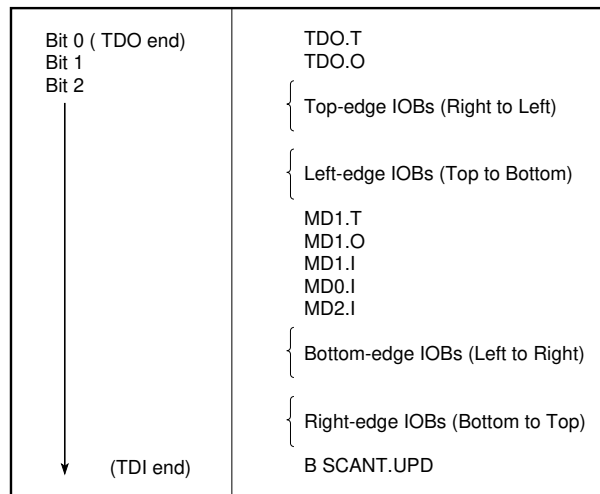 Bit 0 ( TDO end)
Bit 1
Bit 2
(TDI end)
TDO.T
TDO.O
Top-edge IOBs (Right to Left)
Left-edge IOBs (Top to Bottom)
MD1.T
MD1.O
MD1.I
MD0.I
MD2.I
Bottom-edge IOBs (Left to Right)
Right-edge IOBs (Bottom to Top)
B SCANT.UPD